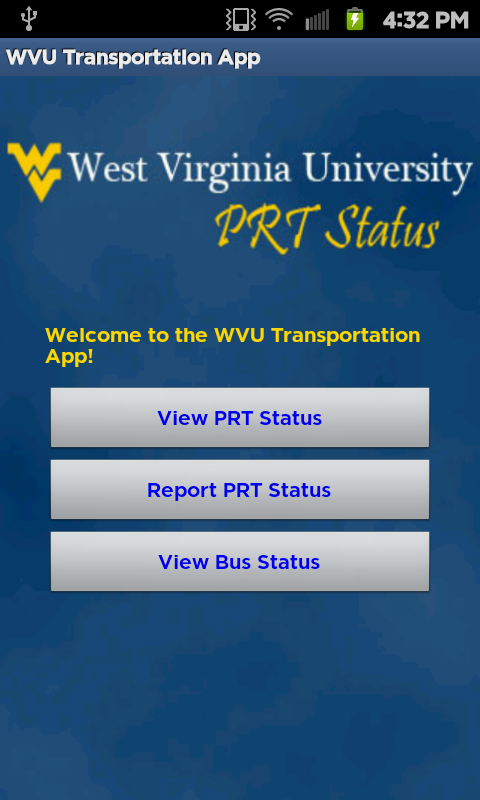 4:32 PM
WVU Transportation App
West Virginia University
PRT Status
Welcome to the WVU Transportation
App!
View PRT Status
Report PRT Status
View Bus Status